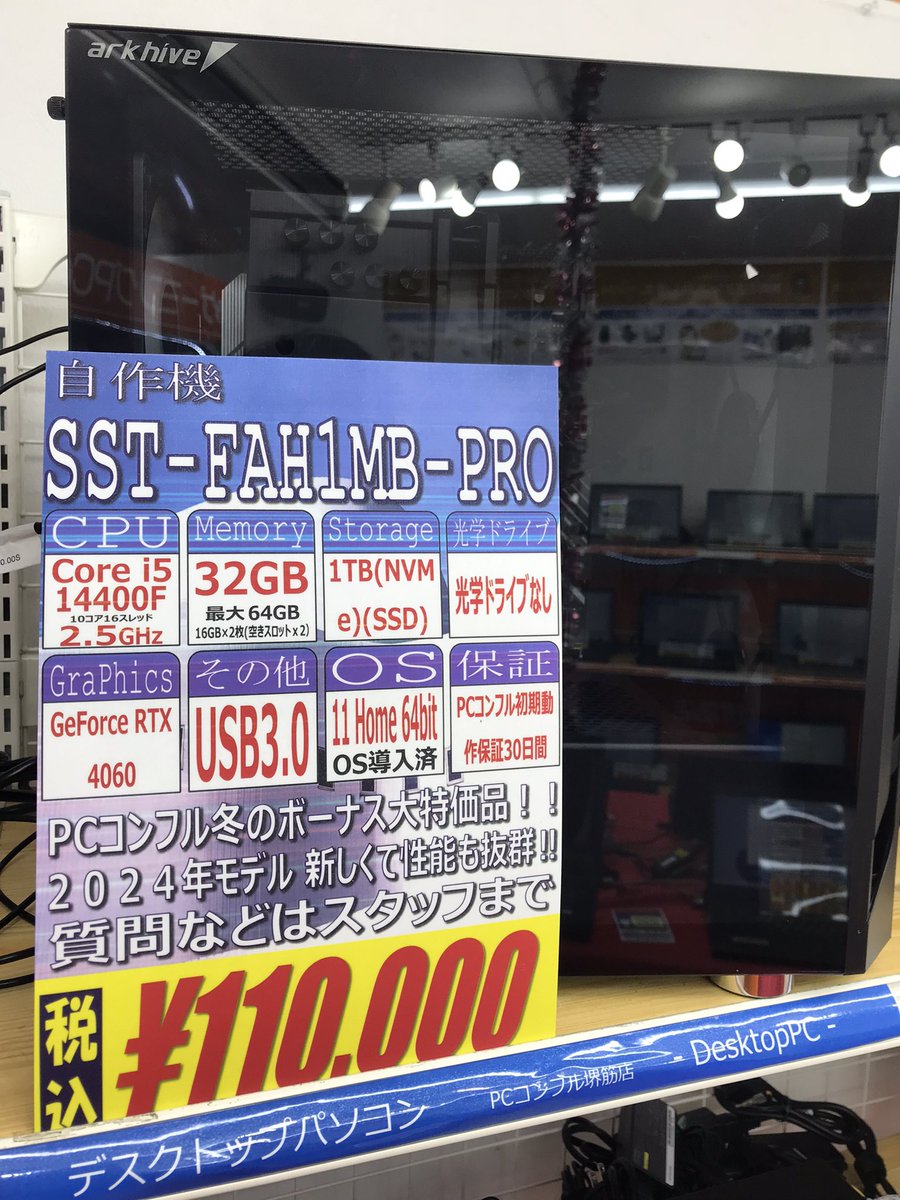 arkhive
自作機
SST-FAH1MB-PRO
CPU
Core i5
14400F
10コア16スレッド
2.5GHz
Memory
32GB
最大64GB
16GB×2枚(空きスロットx2)
Storage
1TB(NVM
e)(SSD)
光学ドライブ
光学ドライブなし
GraPhics
GeForce RTX
4060
その他
USB3.0
OS
11 Home 64bit
OS導入済
保証
PCコンフル初期動
作保証30日間
PCコンフル冬のボーナス大特価品！！
2024年モデル 新しくて性能も抜群!!
質問などはスタッフまで
税込
¥110.000
デスクトップパソコン
PCコンフル堺筋店
- DesktopPC -